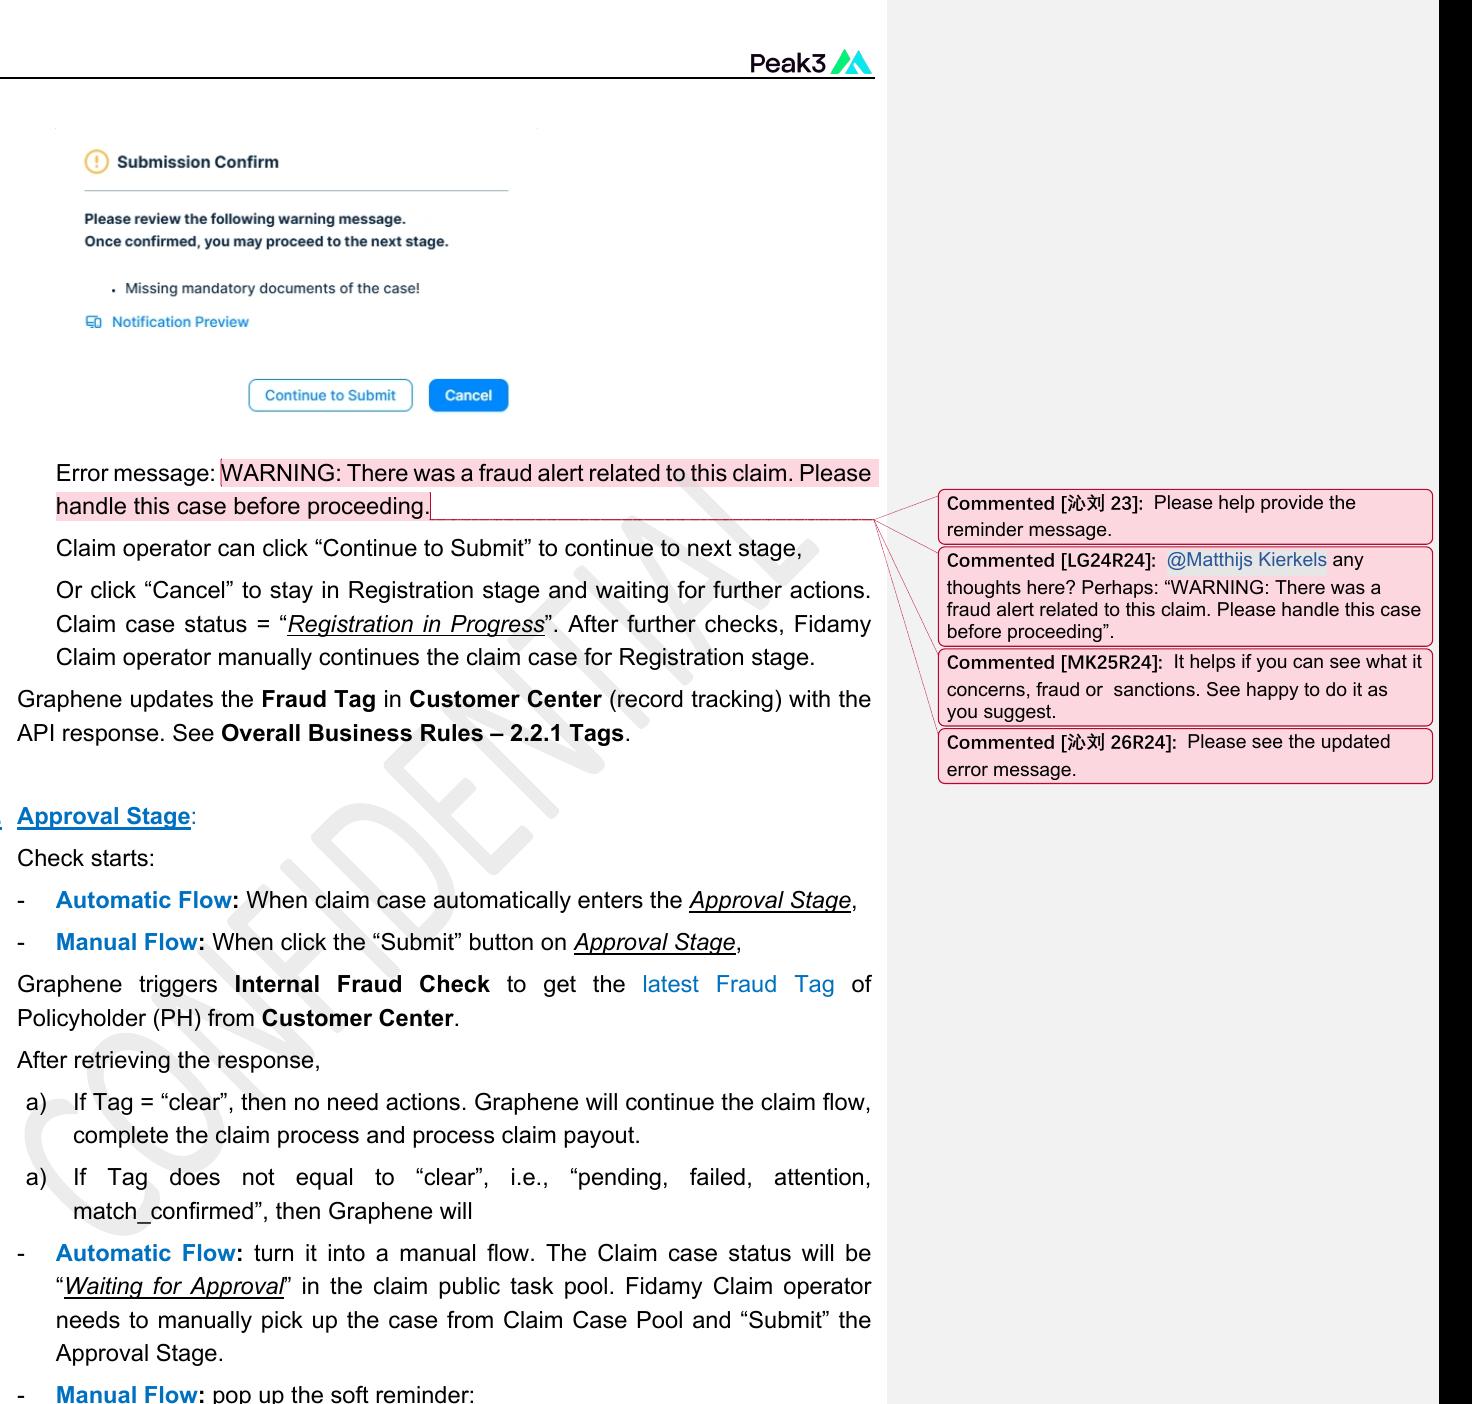 Peak3
Submission Confirm
Please review the following warning message.
Once confirmed, you may proceed to the next stage.
• Missing mandatory documents of the case!
Notification Preview
Continue to Submit
Cancel
Error message: WARNING: There was a fraud alert related to this claim. Please
handle this case before proceeding.
Claim operator can click “Continue to Submit” to continue to next stage,
Or click “Cancel” to stay in Registration stage and waiting for further actions.
Claim case status = “Registration in Progress”. After further checks, Fidamy
Claim operator manually continues the claim case for Registration stage.
Graphene updates the Fraud Tag in Customer Center (record tracking) with the
API response. See Overall Business Rules – 2.2.1 Tags.
Approval Stage:
Check starts:
- Automatic Flow: When claim case automatically enters the Approval Stage,
- Manual Flow: When click the “Submit” button on Approval Stage,
Graphene triggers Internal Fraud Check to get the latest Fraud Tag of
Policyholder (PH) from Customer Center.
After retrieving the response,
a) If Tag = “clear”, then no need actions. Graphene will continue the claim flow,
complete the claim process and process claim payout.
a) If Tag does not equal to “clear”, i.e., “pending, failed, attention,
match_confirmed”, then Graphene will
- Automatic Flow: turn it into a manual flow. The Claim case status will be
“Waiting for Approval” in the claim public task pool. Fidamy Claim operator
needs to manually pick up the case from Claim Case Pool and “Submit” the
Approval Stage.
- Manual Flow: pop up the soft reminder:
Commented [沁刘 23]: Please help provide the
reminder message.
Commented [LG24R24]: @Matthijs Kierkels any
thoughts here? Perhaps: “WARNING: There was a
fraud alert related to this claim. Please handle this case
before proceeding”.
Commented [MK25R24]: It helps if you can see what it
concerns, fraud or  sanctions. See happy to do it as
you suggest.
Commented [沁刘 26R24]: Please see the updated
error message.
CONFIDENTIAL